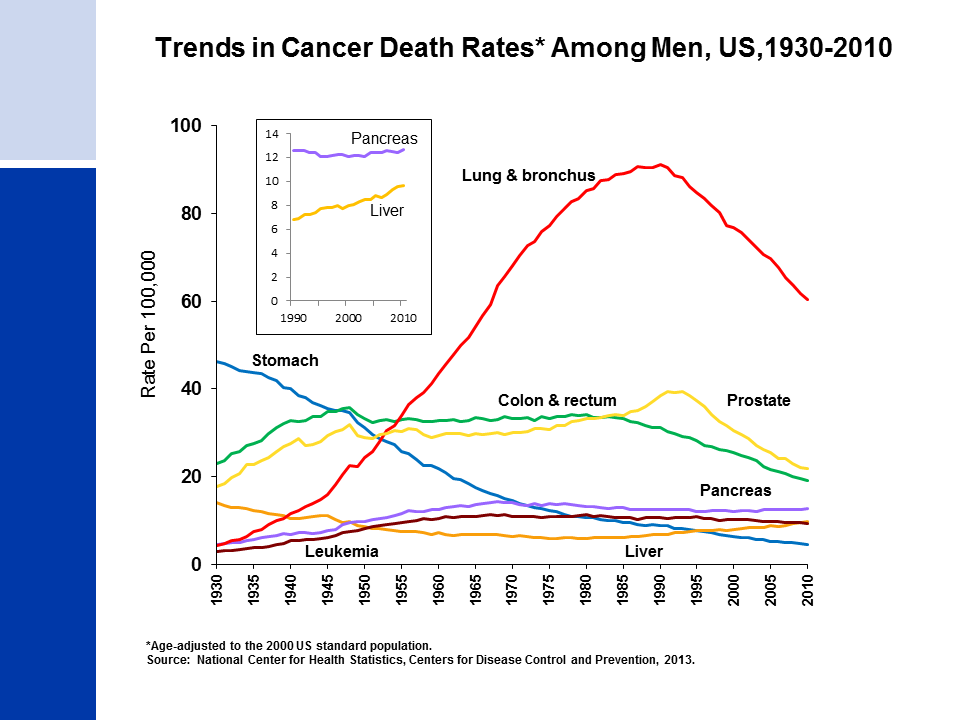 Trends in Cancer Death Rates* Among Men, US,1930-2010
100
80
60
40
20
0
Rate Per 100,000
14
12
10
8
6
4
2
0
Pancreas
Liver
1990 2000 2010
Lung & bronchus
Stomach
Colon & rectum
Prostate
Pancreas
Leukemia
Liver
1930 1935 1940 1945 1950 1955 1960 1965 1970 1975 1980 1985 1990 1995 2000 2005 2010
*Age-adjusted to the 2000 US standard population.
Source: National Center for Health Statistics, Centers for Disease Control and Prevention, 2013.